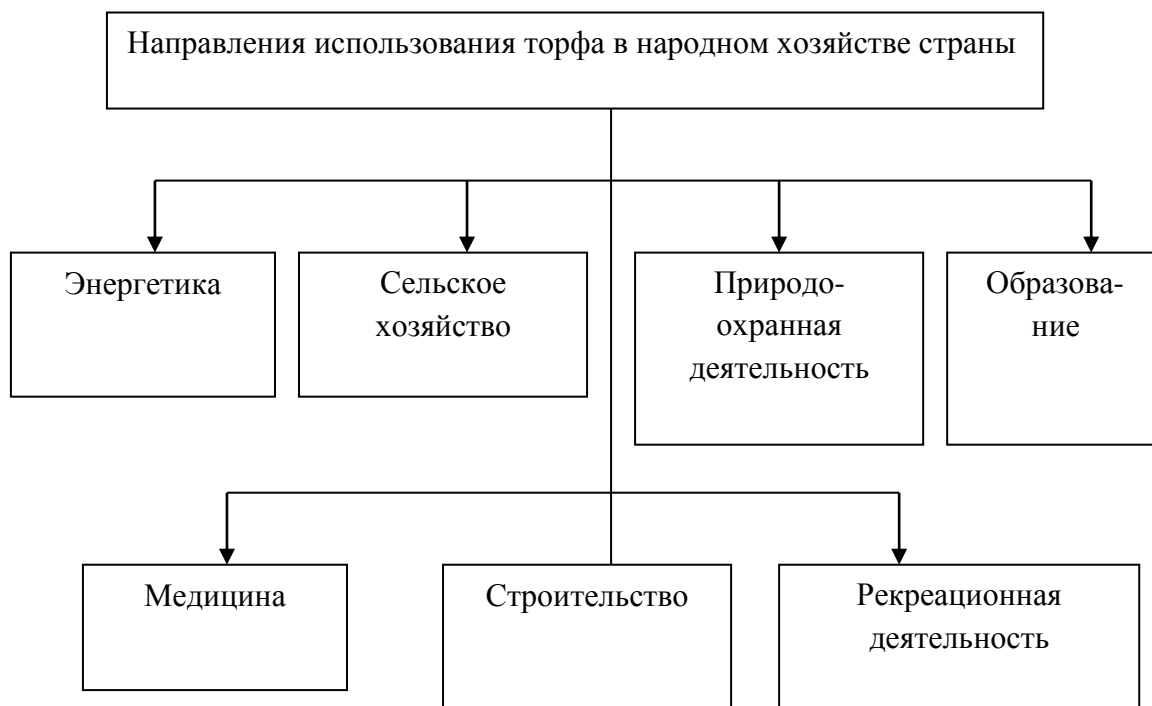 Направления использования торфа в народном хозяйстве страны
Энергетика
Сельское
хозяйство
Природо-
охранная
деятельность
Образова-
ние
Медицина
Строительство
Рекреационная
деятельность